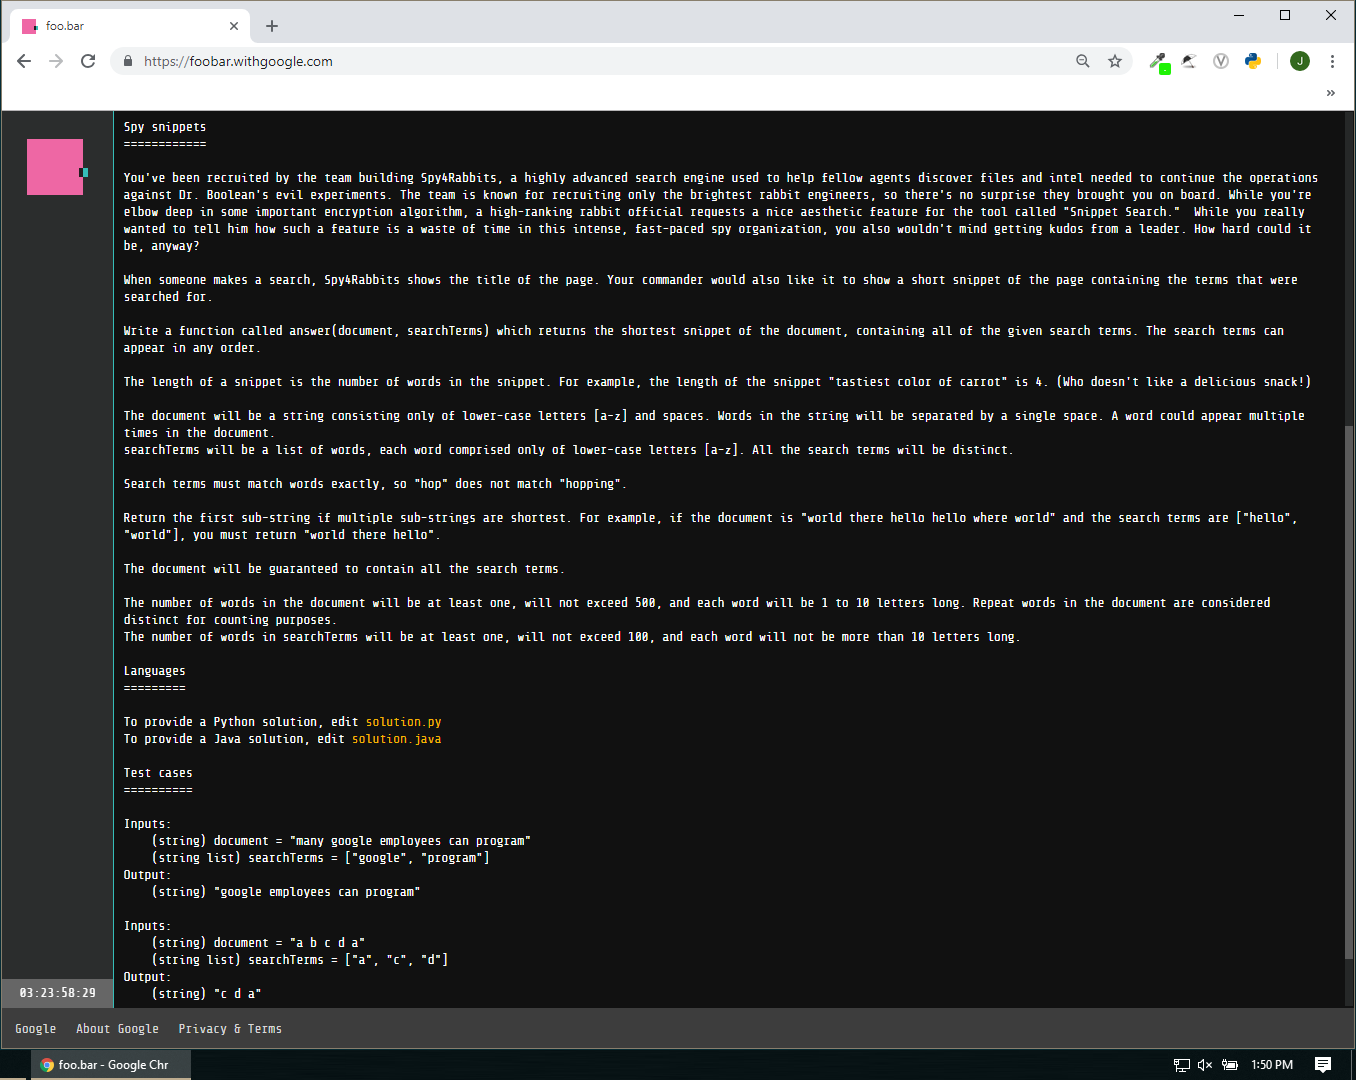 foo.bar
https://foobar.withgoogle.com
J
»
Spy snippets
============
You've been recruited by the team building Spy4Rabbits, a highly advanced search engine used to help fellow agents discover files and intel needed to continue the operations
against Dr. Boolean's evil experiments. The team is known for recruiting only the brightest rabbit engineers, so there's no surprise they brought you on board. While you're
elbow deep in some important encryption algorithm, a high-ranking rabbit official requests a nice aesthetic feature for the tool called "Snippet Search."  While you really
wanted to tell him how such a feature is a waste of time in this intense, fast-paced spy organization, you also wouldn't mind getting kudos from a leader. How hard could it
be, anyway?
When someone makes a search, Spy4Rabbits shows the title of the page. Your commander would also like it to show a short snippet of the page containing the terms that were
searched for.
Write a function called answer(document, searchTerms) which returns the shortest snippet of the document, containing all of the given search terms. The search terms can
appear in any order.
The length of a snippet is the number of words in the snippet. For example, the length of the snippet "tastiest color of carrot" is 4. (Who doesn't like a delicious snack!)
The document will be a string consisting only of lower-case letters [a-z] and spaces. Words in the string will be separated by a single space. A word could appear multiple
times in the document.
searchTerms will be a list of words, each word comprised only of lower-case letters [a-z]. All the search terms will be distinct.
Search terms must match words exactly, so "hop" does not match "hopping".
Return the first sub-string if multiple sub-strings are shortest. For example, if the document is "world there hello hello where world" and the search terms are ["hello",
"world"], you must return "world there hello".
The document will be guaranteed to contain all the search terms.
The number of words in the document will be at least one, will not exceed 500, and each word will be 1 to 10 letters long. Repeat words in the document are considered
distinct for counting purposes.
The number of words in searchTerms will be at least one, will not exceed 100, and each word will not be more than 10 letters long.
Languages
=========
To provide a Python solution, edit solution.py
To provide a Java solution, edit solution.java
Test cases
==========
Inputs:
    (string) document = "many google employees can program"
    (string list) searchTerms = ["google", "program"]
Output:
    (string) "google employees can program"
Inputs:
    (string) document = "a b c d a"
    (string list) searchTerms = ["a", "c", "d"]
Output:
    (string) "c d a"
03:23:58:29
Google About Google Privacy & Terms
foo.bar - Google Chr
1:50 PM